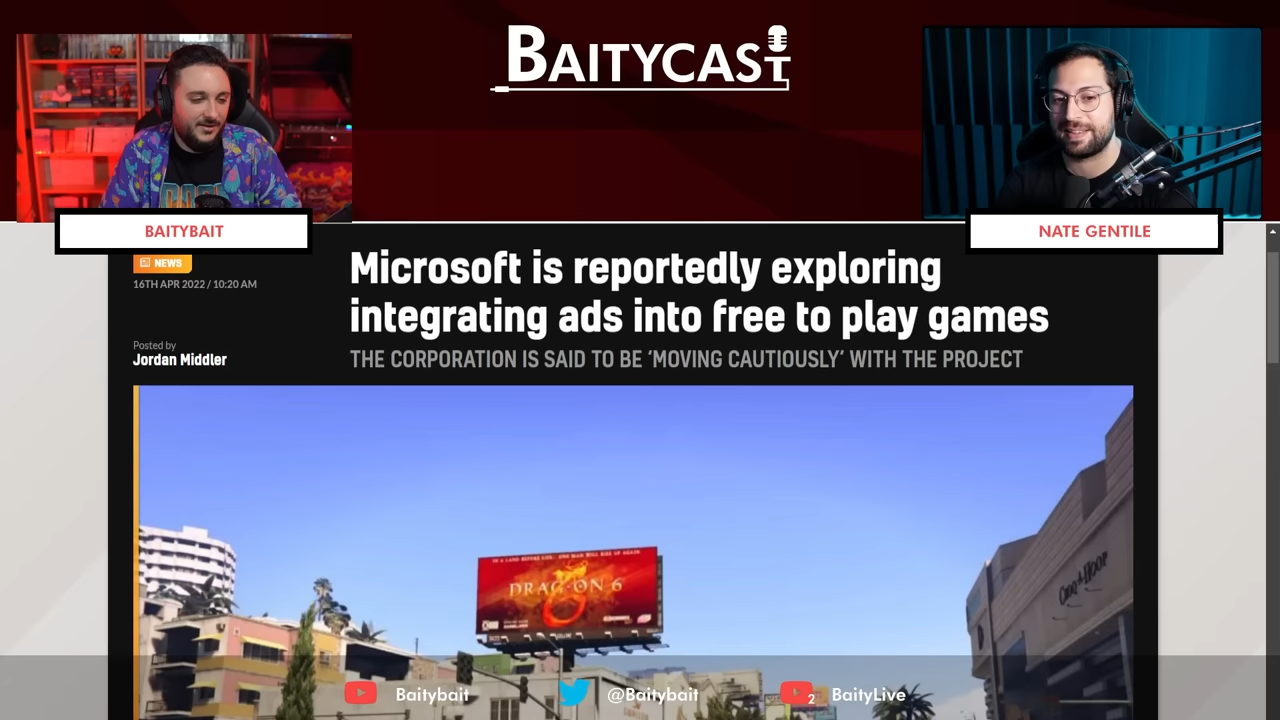 BAITYCAST
BAITYBAIT
NATE GENTILE
NEWS
16TH APR 2022 / 10:20 AM
Posted by
Jordan Middler
Microsoft is reportedly exploring
integrating ads into free to play games
THE CORPORATION IS SAID TO BE ‘MOVING CAUTIOUSLY’ WITH THE PROJECT
DRAG-ON 6
Baitybait
@Baitybait
2
BaityLive